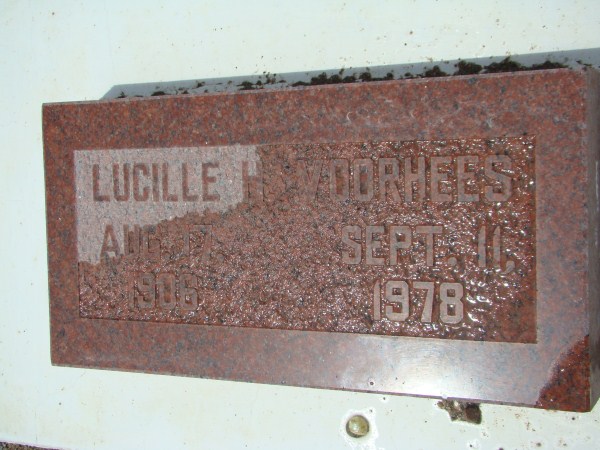 LUCILLE H. VOORHEES
AUG. 17, SEPT. 11,
1906 1978